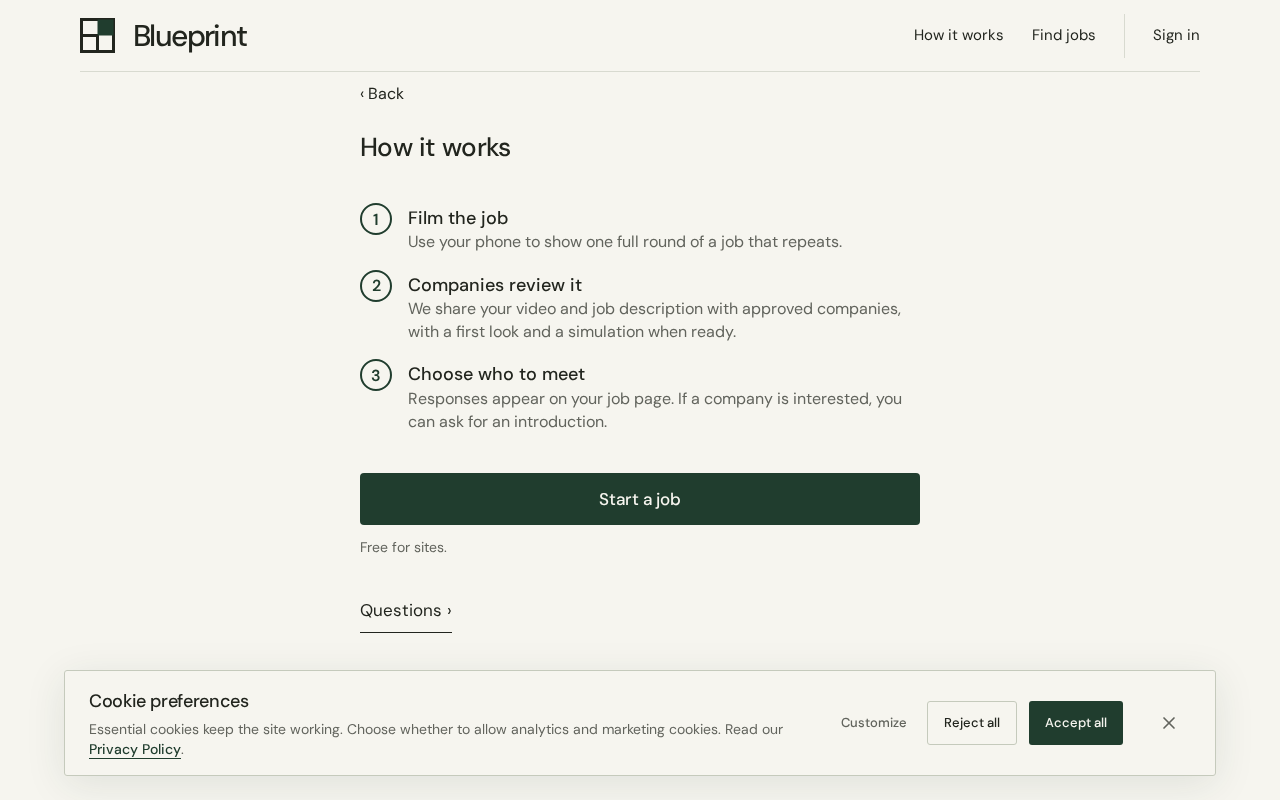 Blueprint
How it works
Find jobs
Sign in
‹ Back
How it works
1
Film the job
Use your phone to show one full round of a job that repeats.
2
Companies review it
We share your video and job description with approved companies,
with a first look and a simulation when ready.
3
Choose who to meet
Responses appear on your job page. If a company is interested, you
can ask for an introduction.
Start a job
Free for sites.
Questions ›
Cookie preferences
Essential cookies keep the site working. Choose whether to allow analytics and marketing cookies. Read our
Privacy Policy.
Customize
Reject all
Accept all